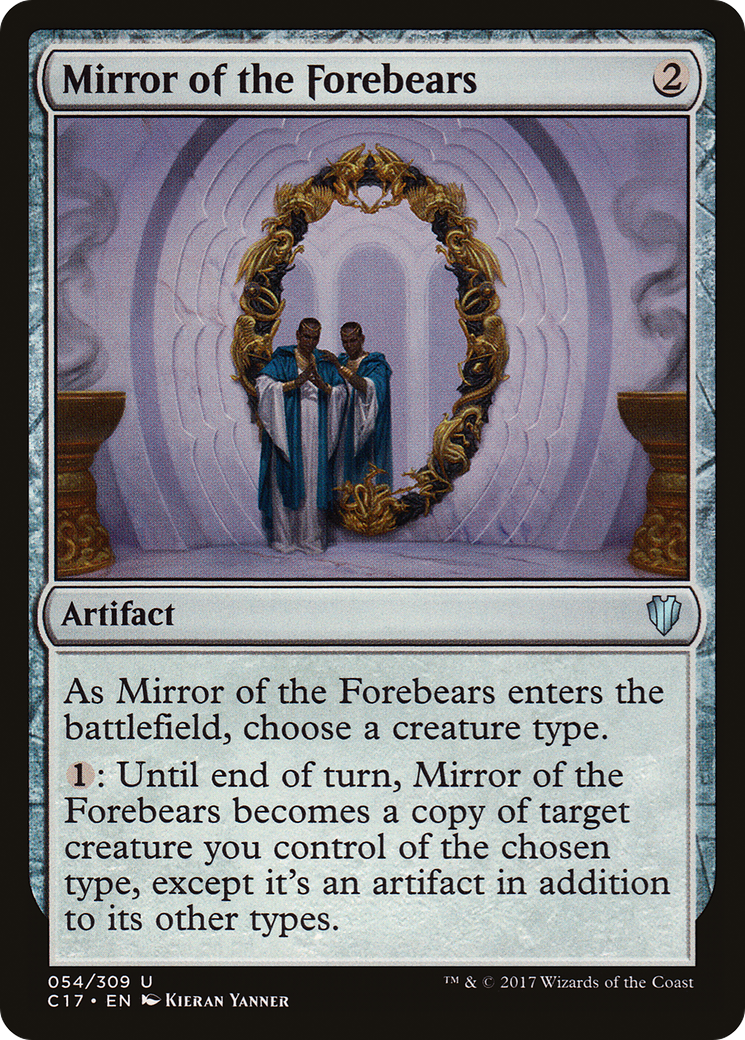 Mirror of the Forebears 2
Artifact
As Mirror of the Forebears enters the
battlefield, choose a creature type.
1: Until end of turn, Mirror of the
Forebears becomes a copy of target
creature you control of the chosen
type, except it's an artifact in addition
to its other types.
054/309 U
C17 • EN KIERAN YANNER
™ & © 2017 Wizards of the Coast